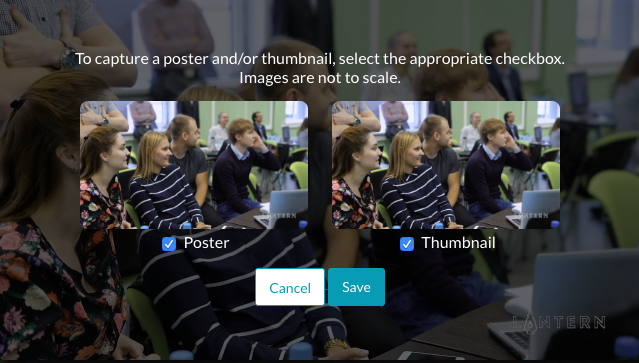 To capture a poster and/or thumbnail, select the appropriate checkbox.
Images are not to scale.
LANTERN
LANTERN
Poster
Thumbnail
Cancel
Save
LANTERN